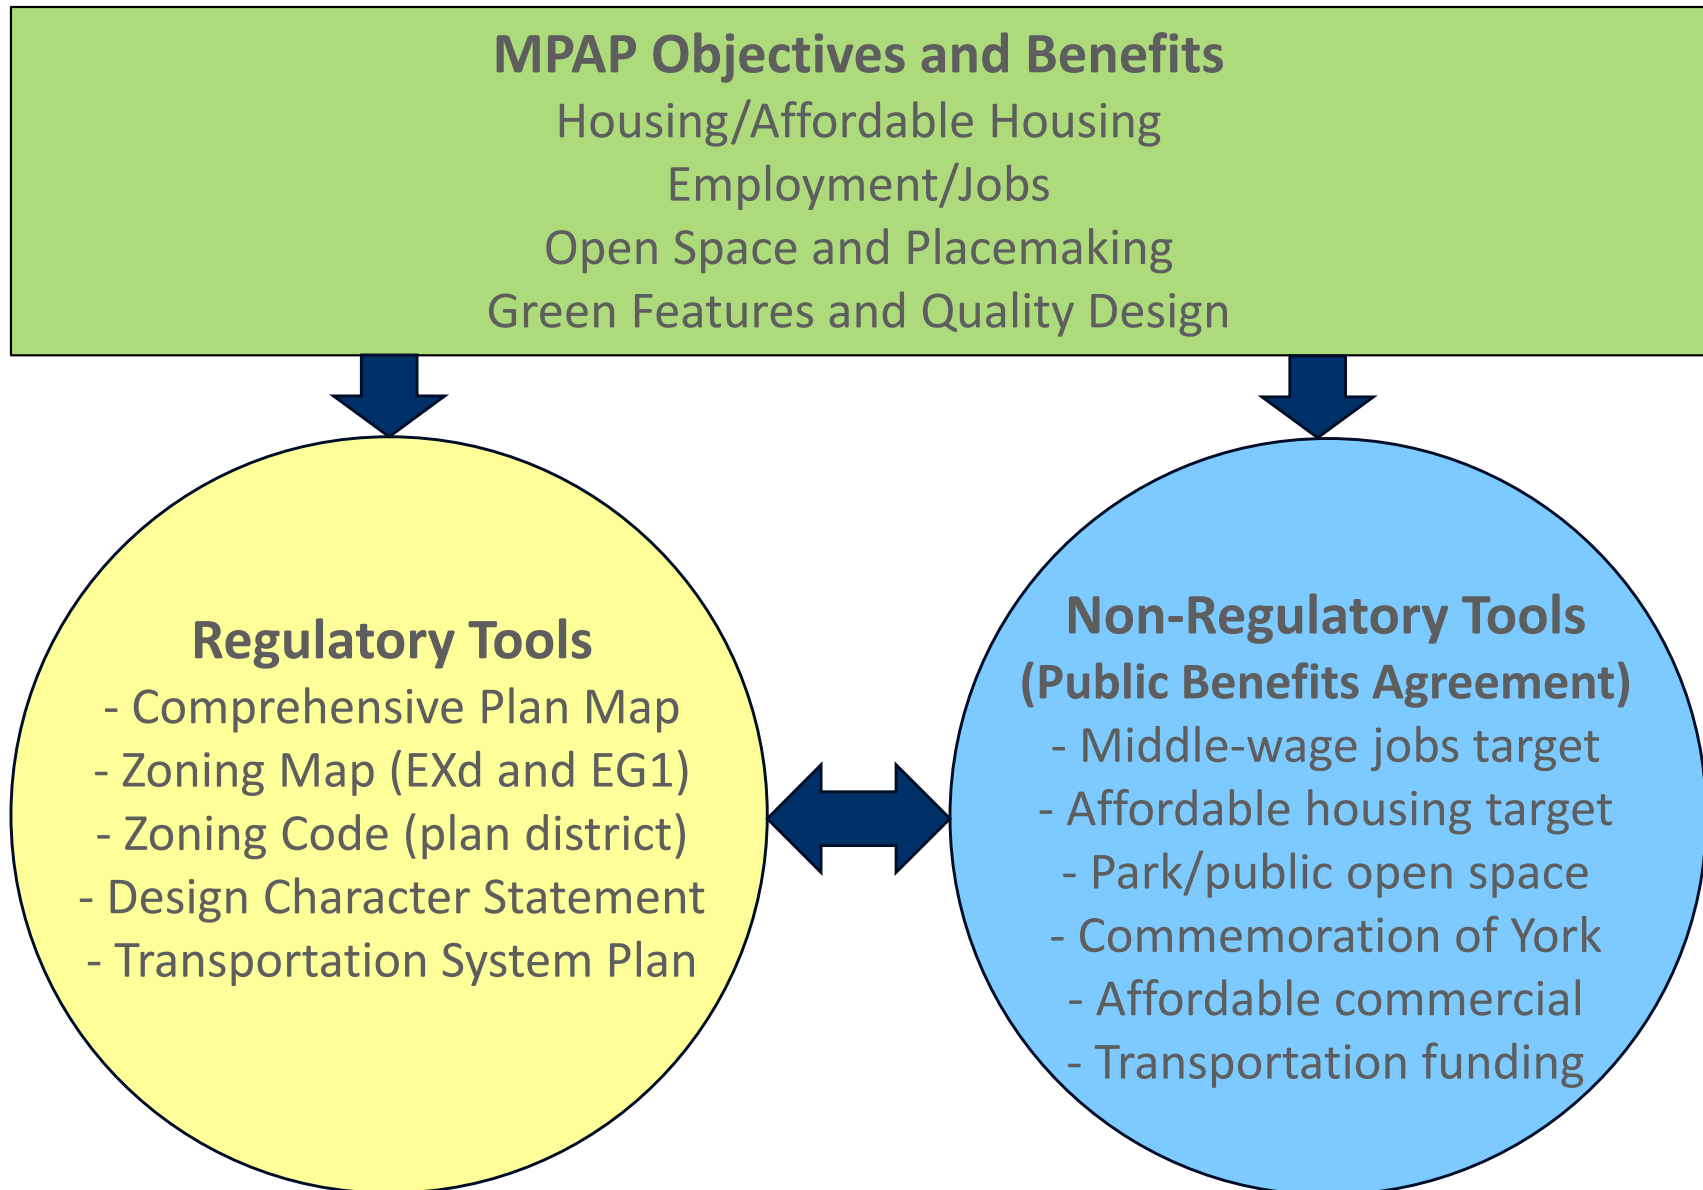 MPAP Objectives and Benefits
Housing/Affordable Housing
Employment/Jobs
Open Space and Placemaking
Green Features and Quality Design
Regulatory Tools
- Comprehensive Plan Map
- Zoning Map (EXd and EG1)
- Zoning Code (plan district)
- Design Character Statement
- Transportation System Plan
Non-Regulatory Tools
(Public Benefits Agreement)
- Middle-wage jobs target
- Affordable housing target
- Park/public open space
- Commemoration of York
- Affordable commercial
- Transportation funding